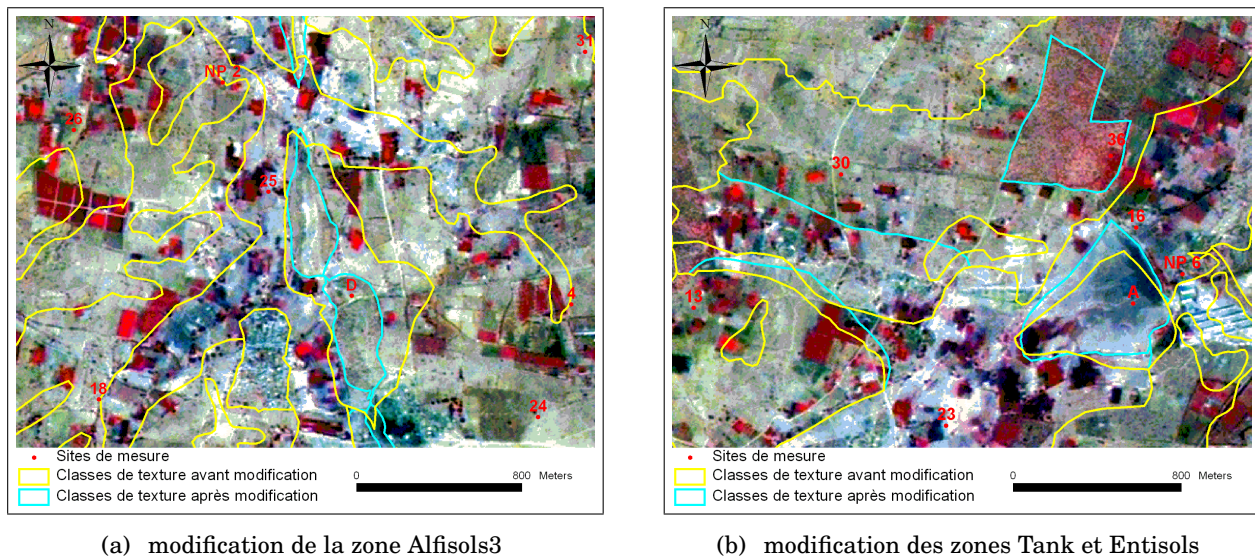 N
31
NP 2
26
25
D
4
18
24
Sites de mesure
Classes de texture avant modification
Classes de texture après modification
0 800 Meters
(a) modification de la zone Alfisols3
N
36
30
16
NP 6
13
A
23
Sites de mesure
Classes de texture avant modification
Classes de texture après modification
0 800 Meters
(b) modification des zones Tank et Entisols